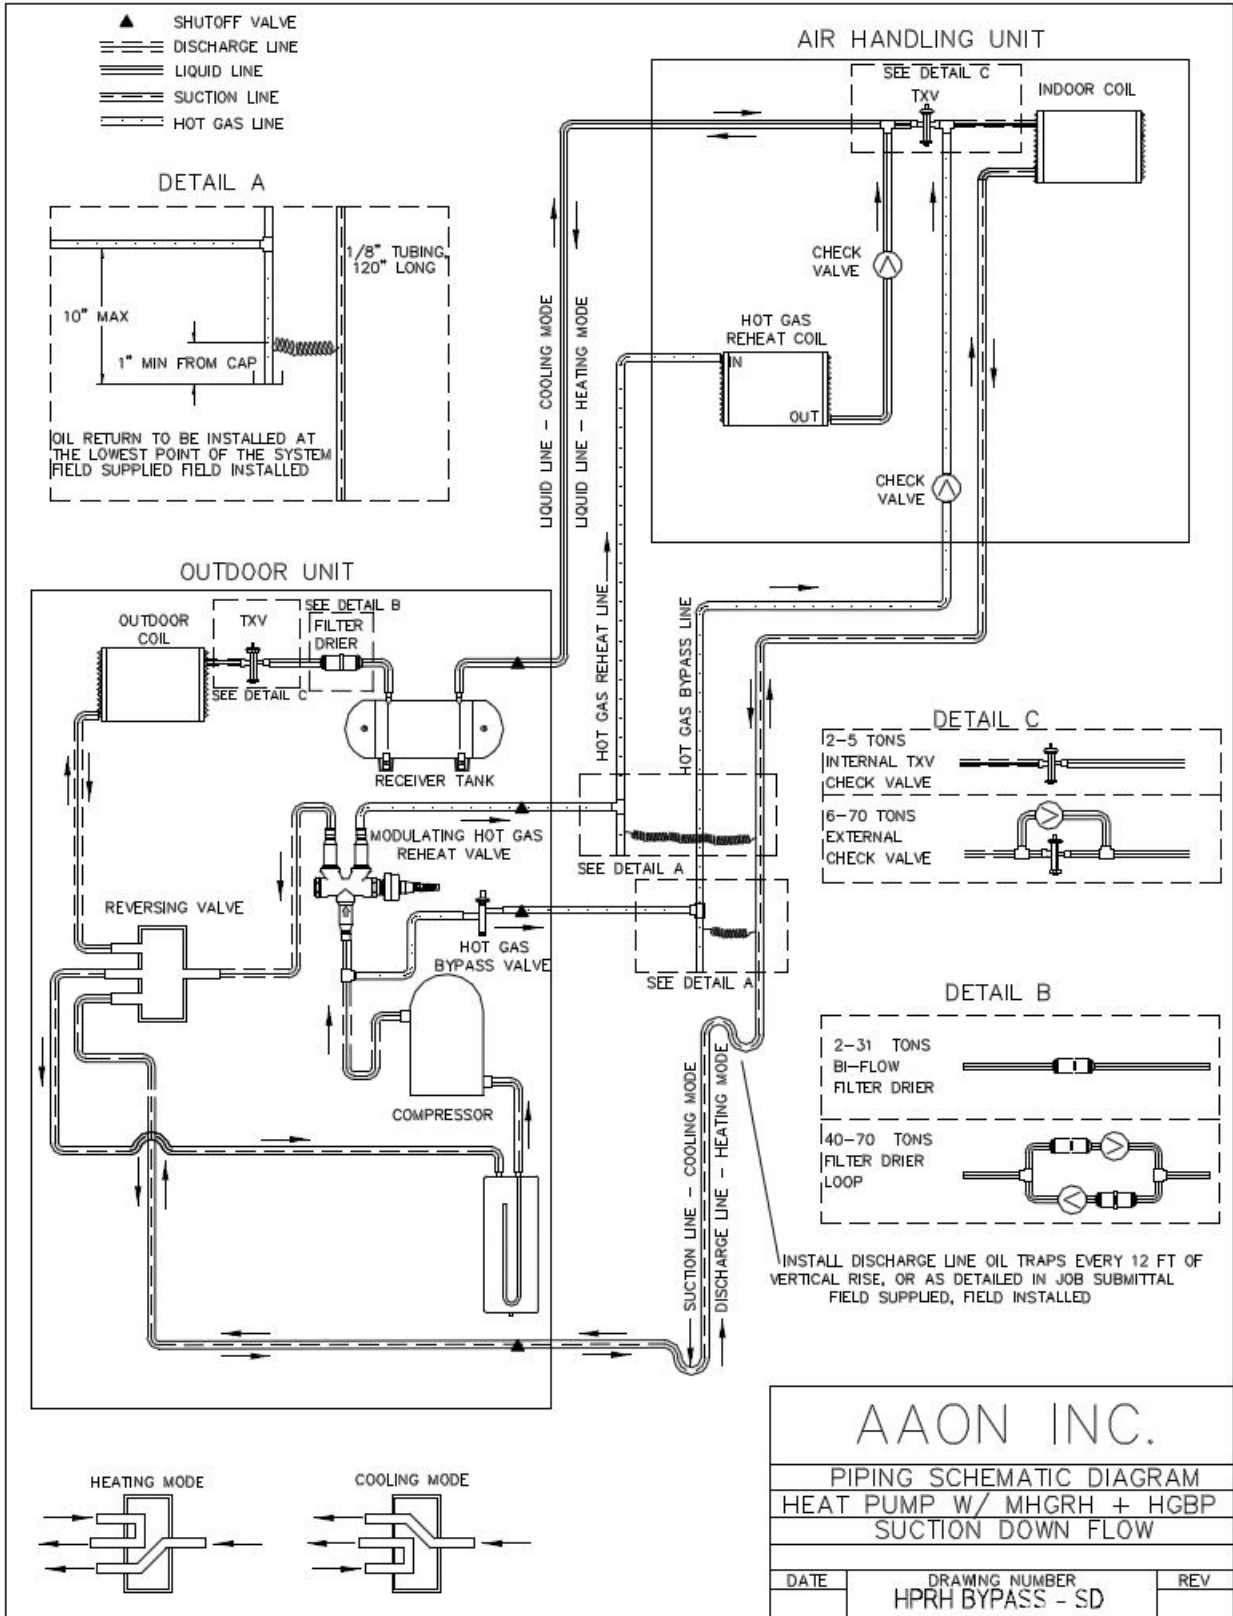 SHUTOFF VALVE
DISCHARGE LINE
LIQUID LINE
SUCTION LINE
HOT GAS LINE
DETAIL A
1/8" TUBING,
120" LONG
10" MAX
1" MIN FROM CAP
OIL RETURN TO BE INSTALLED AT
THE LOWEST POINT OF THE SYSTEM
FIELD SUPPLIED FIELD INSTALLED
AIR HANDLING UNIT
SEE DETAIL C
TXV
INDOOR COIL
CHECK
VALVE
HOT GAS
REHEAT COIL
IN
OUT
CHECK
VALVE
LIQUID LINE - COOLING MODE
LIQUID LINE - HEATING MODE
HOT GAS REHEAT LINE
HOT GAS BYPASS LINE
OUTDOOR UNIT
OUTDOOR
COIL
TXV
SEE DETAIL C
SEE DETAIL B
FILTER
DRIER
RECEIVER TANK
MODULATING HOT GAS
REHEAT VALVE
SEE DETAIL A
REVERSING VALVE
HOT GAS
BYPASS VALVE
SEE DETAIL A
COMPRESSOR
SUCTION LINE - COOLING MODE
DISCHARGE LINE - HEATING MODE
DETAIL C
2-5 TONS
INTERNAL TXV
CHECK VALVE
6-70 TONS
EXTERNAL
CHECK VALVE
DETAIL B
2-31 TONS
BI-FLOW
FILTER DRIER
40-70 TONS
FILTER DRIER
LOOP
INSTALL DISCHARGE LINE OIL TRAPS EVERY 12 FT OF
VERTICAL RISE, OR AS DETAILED IN JOB SUBMITTAL
FIELD SUPPLIED, FIELD INSTALLED
HEATING MODE
COOLING MODE
AAON INC.
PIPING SCHEMATIC DIAGRAM
HEAT PUMP W/ MHGRH + HGBP
SUCTION DOWN FLOW
DATE
DRAWING NUMBER
REV
HPRH BYPASS - SD